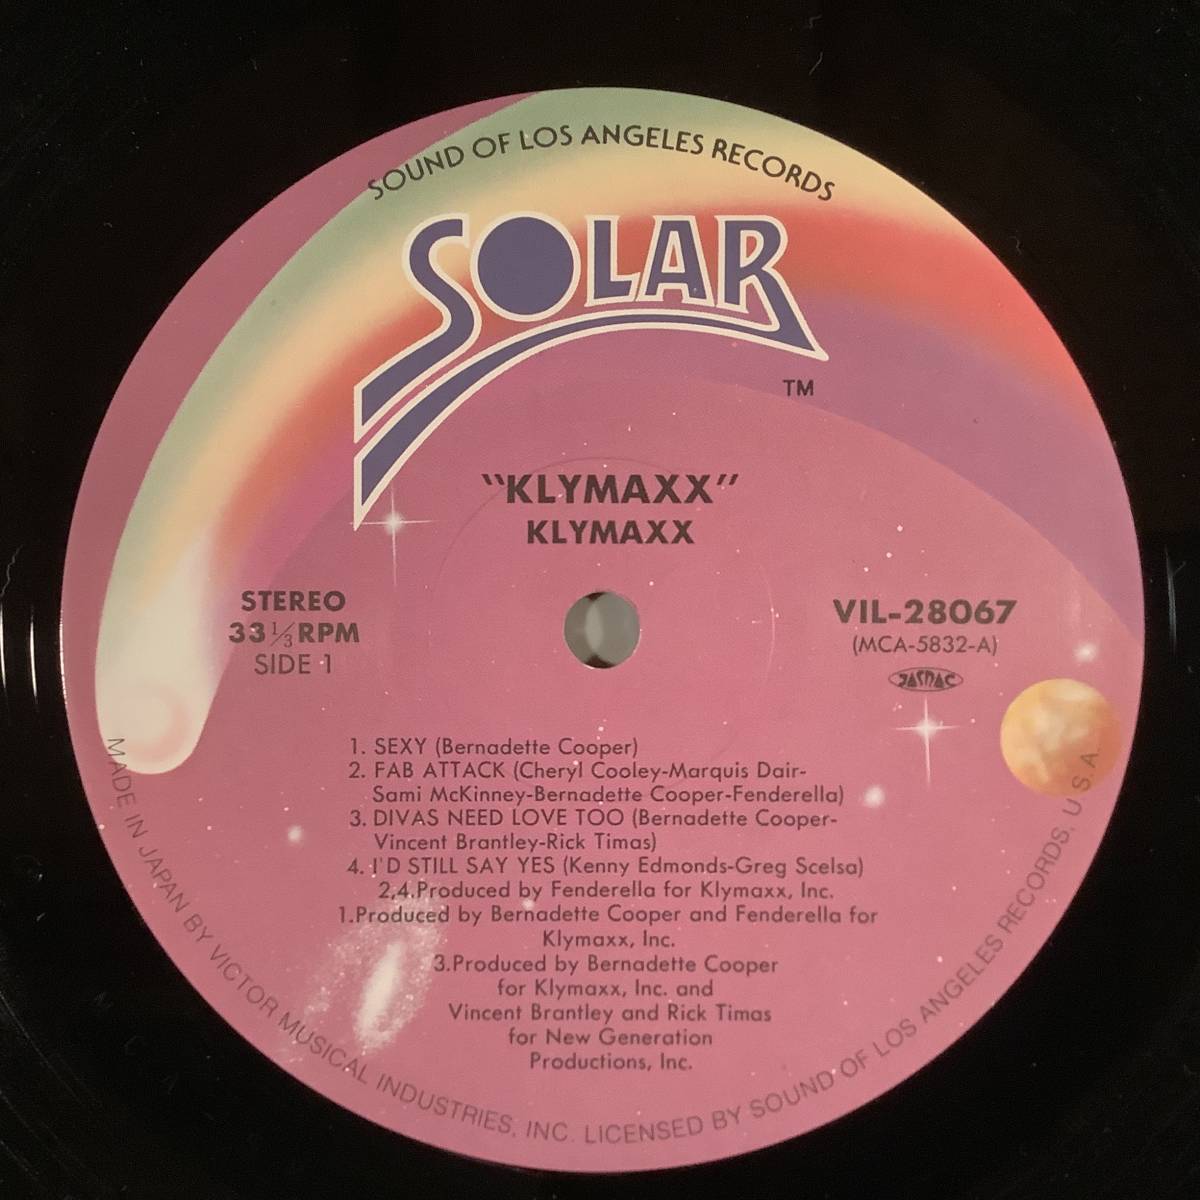 SOUND OF LOS ANGELES RECORDS
SOLAR
TM
"KLYMAXX"
KLYMAXX
STEREO
33 1/3 RPM
SIDE 1
VIL-28067
(MCA-5832-A)
JASRAC
1. SEXY (Bernadette Cooper)
2. FAB ATTACK (Cheryl Cooley-Marquis Dair-
Sami McKinney-Bernadette Cooper-Fenderella)
3. DIVAS NEED LOVE TOO (Bernadette Cooper-
Vincent Brantley-Rick Timas)
4. I'D STILL SAY YES (Kenny Edmonds-Greg Scelsa)
2,4.Produced by Fenderella for Klymaxx, Inc.
1.Produced by Bernadette Cooper and Fenderella for
Klymaxx, Inc.
3.Produced by Bernadette Cooper
for Klymaxx, Inc. and
Vincent Brantley and Rick Timas
for New Generation
Productions, Inc.
MADE IN JAPAN BY VICTOR MUSICAL INDUSTRIES, INC. LICENSED BY SOUND OF LOS ANGELES RECORDS, U.S.A.